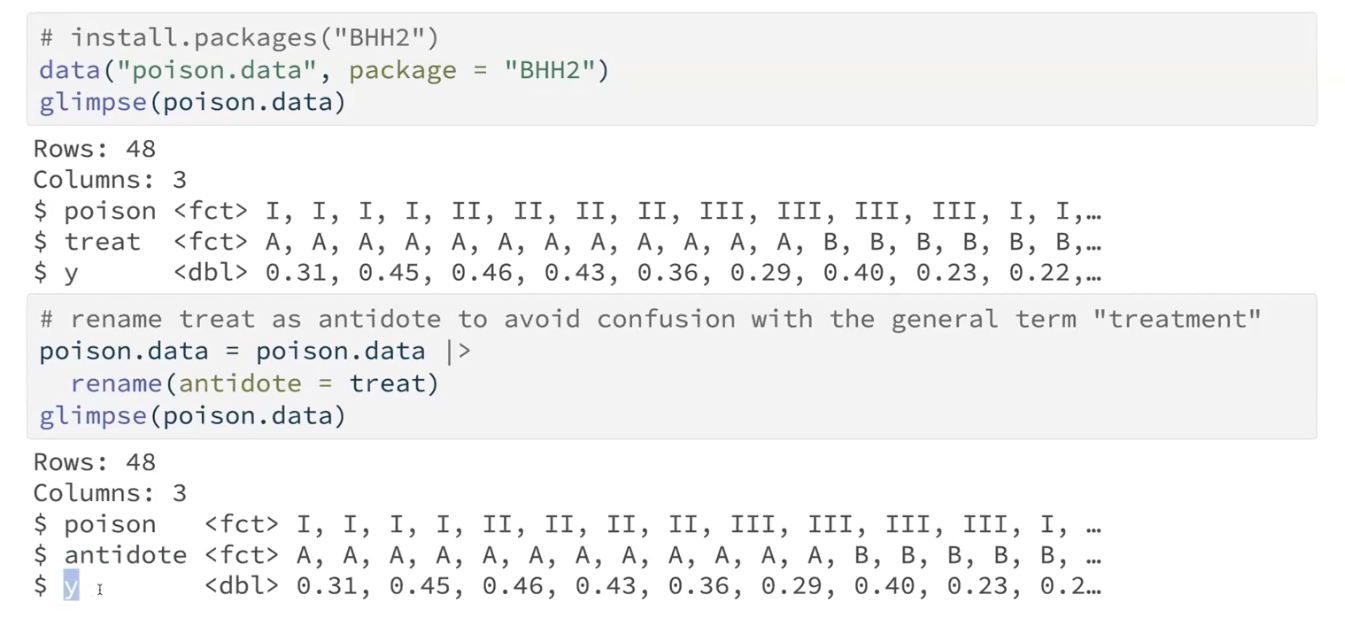 # install.packages("BHH2")
data("poison.data", package = "BHH2")
glimpse(poison.data)
Rows: 48
Columns: 3
$ poison <fct> I, I, I, I, II, II, II, II, III, III, III, III, I, I,…
$ treat  <fct> A, A, A, A, A, A, A, A, A, A, A, A, B, B, B, B, B, B,…
$ y      <dbl> 0.31, 0.45, 0.46, 0.43, 0.36, 0.29, 0.40, 0.23, 0.22,…
# rename treat as antidote to avoid confusion with the general term "treatment"
poison.data = poison.data |>
  rename(antidote = treat)
glimpse(poison.data)
Rows: 48
Columns: 3
$ poison   <fct> I, I, I, I, II, II, II, II, III, III, III, III, I, …
$ antidote <fct> A, A, A, A, A, A, A, A, A, A, A, A, B, B, B, B, B, …
$ y        <dbl> 0.31, 0.45, 0.46, 0.43, 0.36, 0.29, 0.40, 0.23, 0.2…